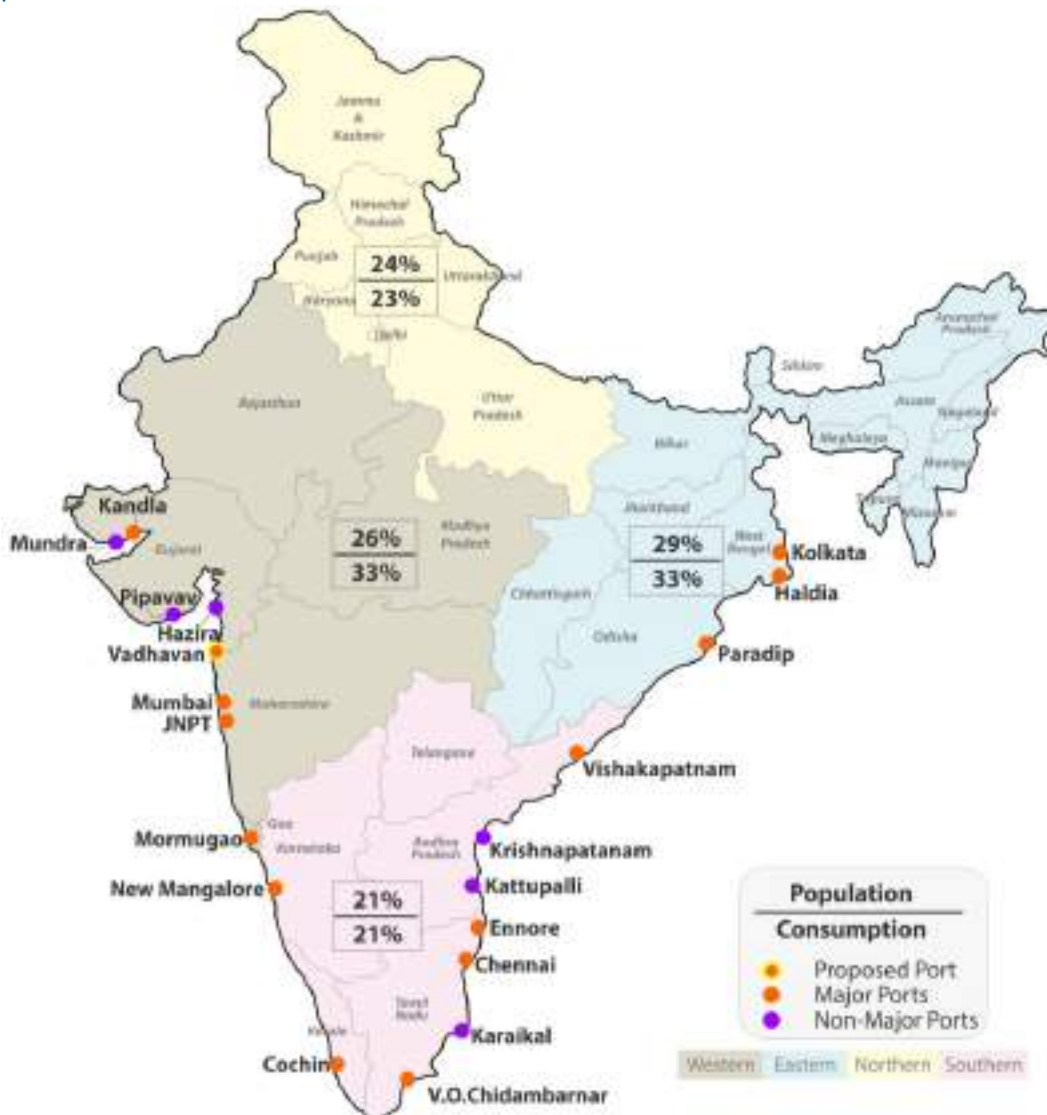 Jammu
&
Kashmir
Himachal
Pradesh
Punjab
24%
23%
Uttarakhand
Haryana
Delhi
Arunachal
Pradesh
Sikkim
Rajasthan
Uttar
Pradesh
Assam
Nagaland
Bihar
Meghalaya
Manipur
Tripura
Mizoram
Jharkhand
Kandla
Mundra
Gujarat
26%
33%
Madhya
Pradesh
29%
33%
West
Bengal
Kolkata
Haldia
Chhattisgarh
Pipavav
Hazira
Odisha
Vadhavan
Paradip
Mumbai
Maharashtra
JNPT
Telangana
Vishakapatnam
Goa
Mormugao
Karnataka
Andhra
Pradesh
Krishnapatanam
New Mangalore
21%
21%
Kattupalli
Ennore
Chennai
Tamil
Nadu
Kerala
Karaikal
Cochin
V.O.Chidambarnar
Population
Consumption
Proposed Port
Major Ports
Non-Major Ports
Western Eastern Northern Southern